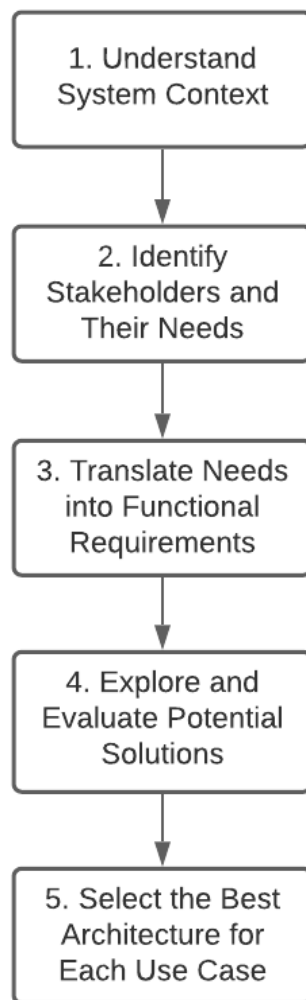 1. Understand
System Context
2. Identify
Stakeholders and
Their Needs
3. Translate Needs
into Functional
Requirements
4. Explore and
Evaluate Potential
Solutions
5. Select the Best
Architecture for
Each Use Case